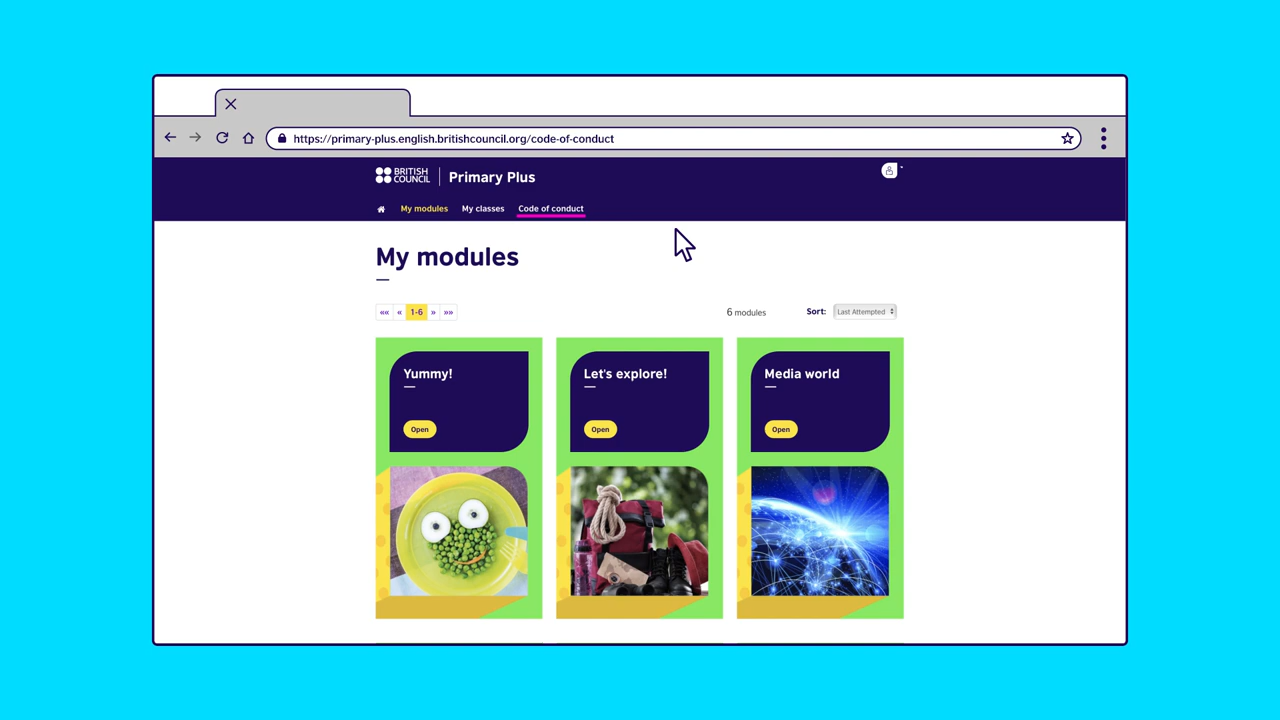 https://primary-plus.english.britishcouncil.org/code-of-conduct
BRITISH
COUNCIL
Primary Plus
My modules My classes Code of conduct
My modules
«« « 1-6 » »» 6 modules Sort: Last Attempted
Yummy!
Open
Let's explore!
Open
Media world
Open